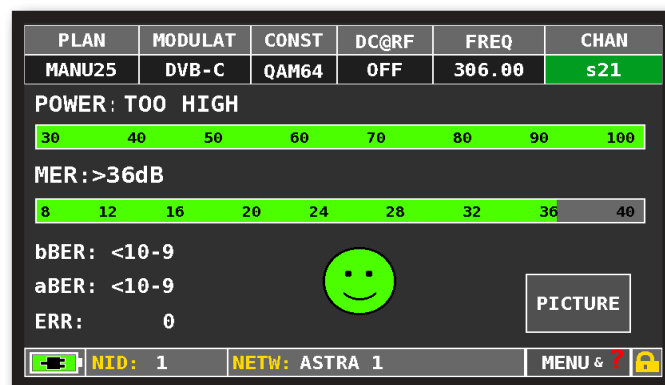 PLAN MODULAT CONST DC@RF FREQ CHAN
MANU25 DVB-C QAM64 OFF 306.00 s21
POWER: TOO HIGH
30 40 50 60 70 80 90 100
MER:>36dB
8 12 16 20 24 28 32 36 40
bBER: <10-9
aBER: <10-9
ERR: 0
PICTURE
NID: 1 NETW: ASTRA 1 MENU & ?